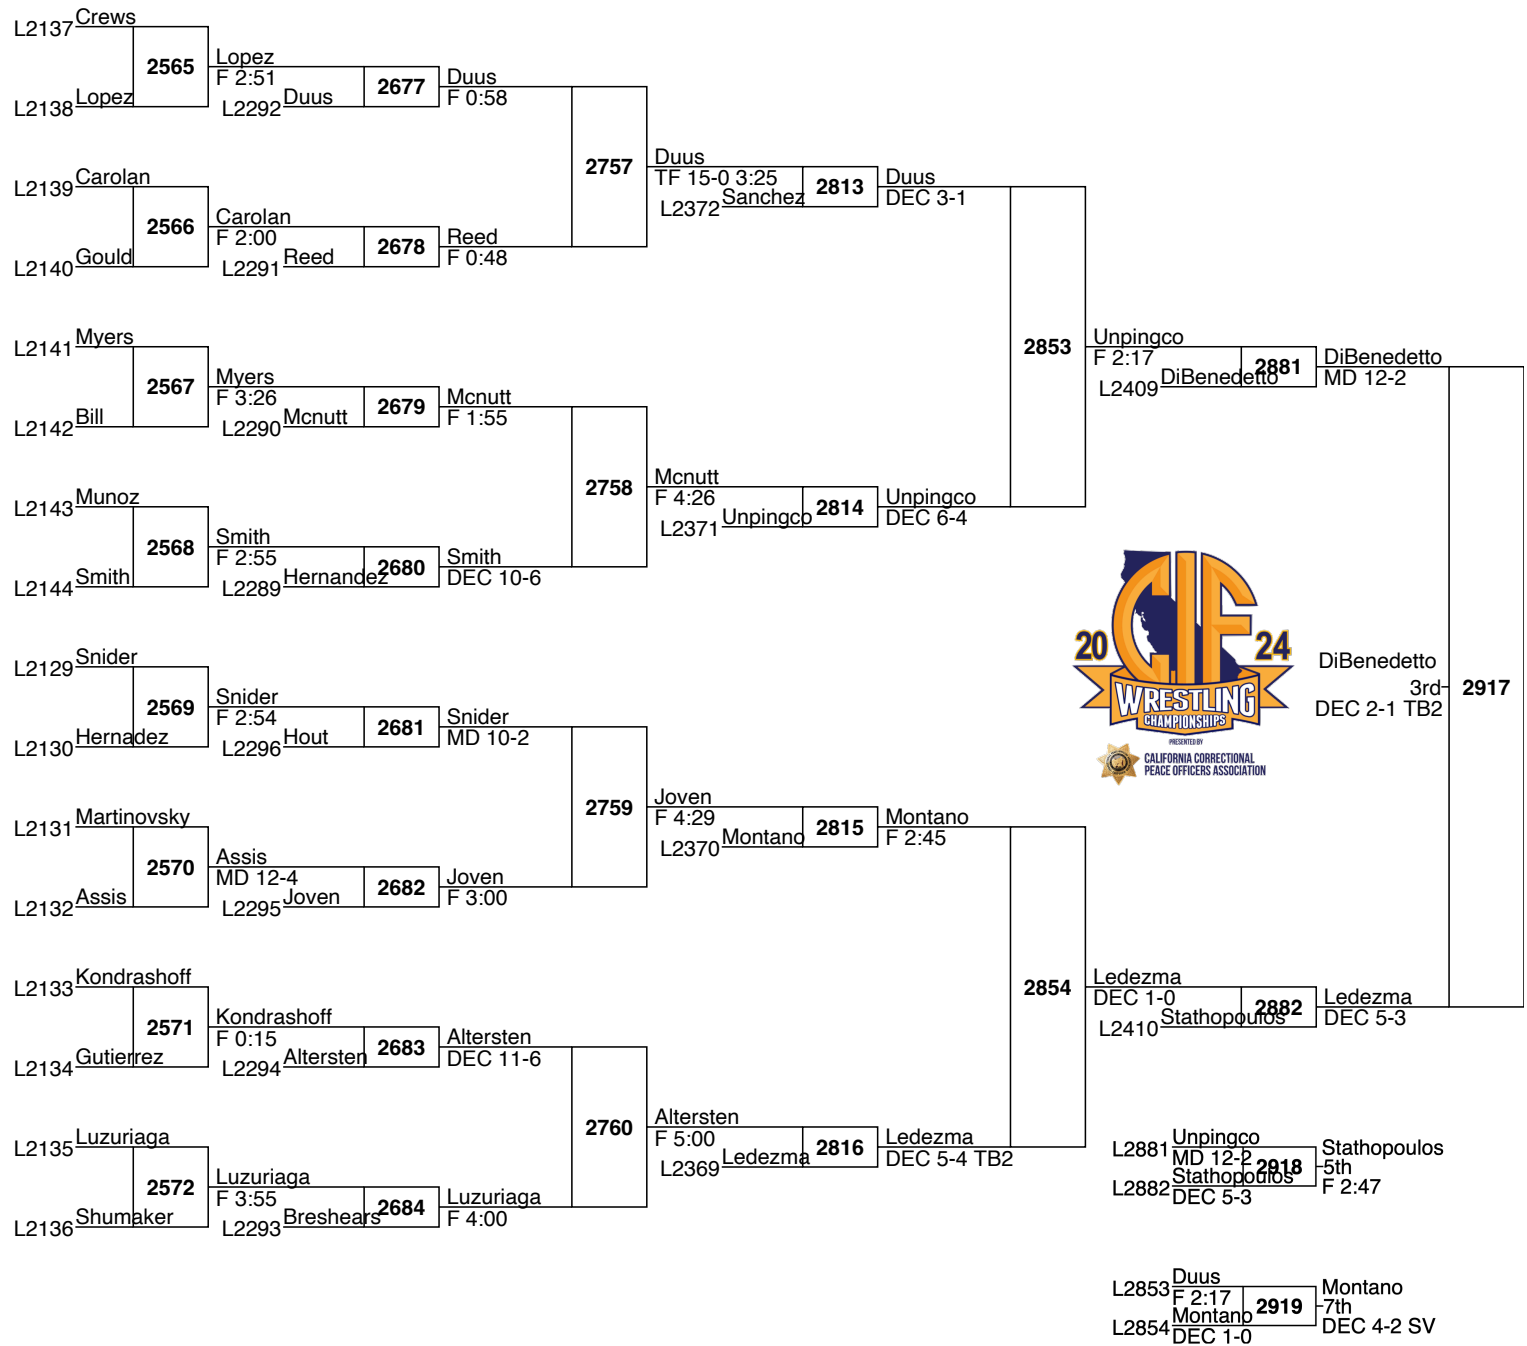 Crews
L2137
2565
Lopez
F 2:51
2677
Duus
F 0:58
L2138
Lopez
L2292
Duus
2757
Duus
TF 15-0 3:25
2813
Duus
DEC 3-1
L2139
Carolan
2566
Carolan
F 2:00
2678
Reed
F 0:48
L2372
Sanchez
L2140
Gould
L2291
Reed
2853
Unpingco
F 2:17
2881
DiBenedetto
MD 12-2
L2409
DiBenedetto
Myers
L2141
2567
Myers
F 3:26
2679
Mcnutt
F 1:55
L2142
Bill
L2290
Mcnutt
2758
Mcnutt
F 4:26
2814
Unpingco
DEC 6-4
L2371
Unpingco
Munoz
L2143
2568
Smith
F 2:55
2680
Smith
DEC 10-6
L2144
Smith
L2289
Hernandez
20 CIF 24
WRESTLING
CHAMPIONSHIPS
PRESENTED BY
CALIFORNIA CORRECTIONAL
PEACE OFFICERS ASSOCIATION
DiBenedetto
3rd
DEC 2-1 TB2
2917
Snider
L2129
2569
Snider
F 2:54
2681
Snider
MD 10-2
L2130
Hernadez
L2296
Hout
2759
Joven
F 4:29
2815
Montano
F 2:45
L2370
Montano
Martinovsky
L2131
2570
Assis
MD 12-4
2682
Joven
F 3:00
L2132
Assis
L2295
Joven
2854
Ledezma
DEC 1-0
2882
Ledezma
DEC 5-3
L2410
Stathopoulos
Kondrashoff
L2133
2571
Kondrashoff
F 0:15
2683
Altersten
DEC 11-6
L2134
Gutierrez
L2294
Altersten
2760
Altersten
F 5:00
2816
Ledezma
DEC 5-4 TB2
L2369
Ledezma
Luzuriaga
L2135
2572
Luzuriaga
F 3:55
2684
Luzuriaga
F 4:00
L2136
Shumaker
L2293
Breshears
L2881
Unpingco
MD 12-2
2918
Stathopoulos
5th
F 2:47
L2882
Stathopoulos
DEC 5-3
L2853
Duus
F 2:17
2919
Montano
7th
DEC 4-2 SV
L2854
Montano
DEC 1-0